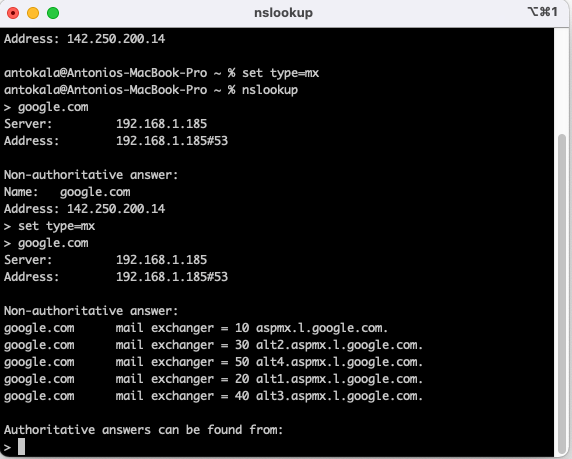 nslookup
⌥⌘1
Address: 142.250.200.14
antokala@Antonios-MacBook-Pro ~ % set type=mx
antokala@Antonios-MacBook-Pro ~ % nslookup
> google.com
Server:         192.168.1.185
Address:        192.168.1.185#53
Non-authoritative answer:
Name:   google.com
Address: 142.250.200.14
> set type=mx
> google.com
Server:         192.168.1.185
Address:        192.168.1.185#53
Non-authoritative answer:
google.com      mail exchanger = 10 aspmx.l.google.com.
google.com      mail exchanger = 30 alt2.aspmx.l.google.com.
google.com      mail exchanger = 50 alt4.aspmx.l.google.com.
google.com      mail exchanger = 20 alt1.aspmx.l.google.com.
google.com      mail exchanger = 40 alt3.aspmx.l.google.com.
Authoritative answers can be found from:
>